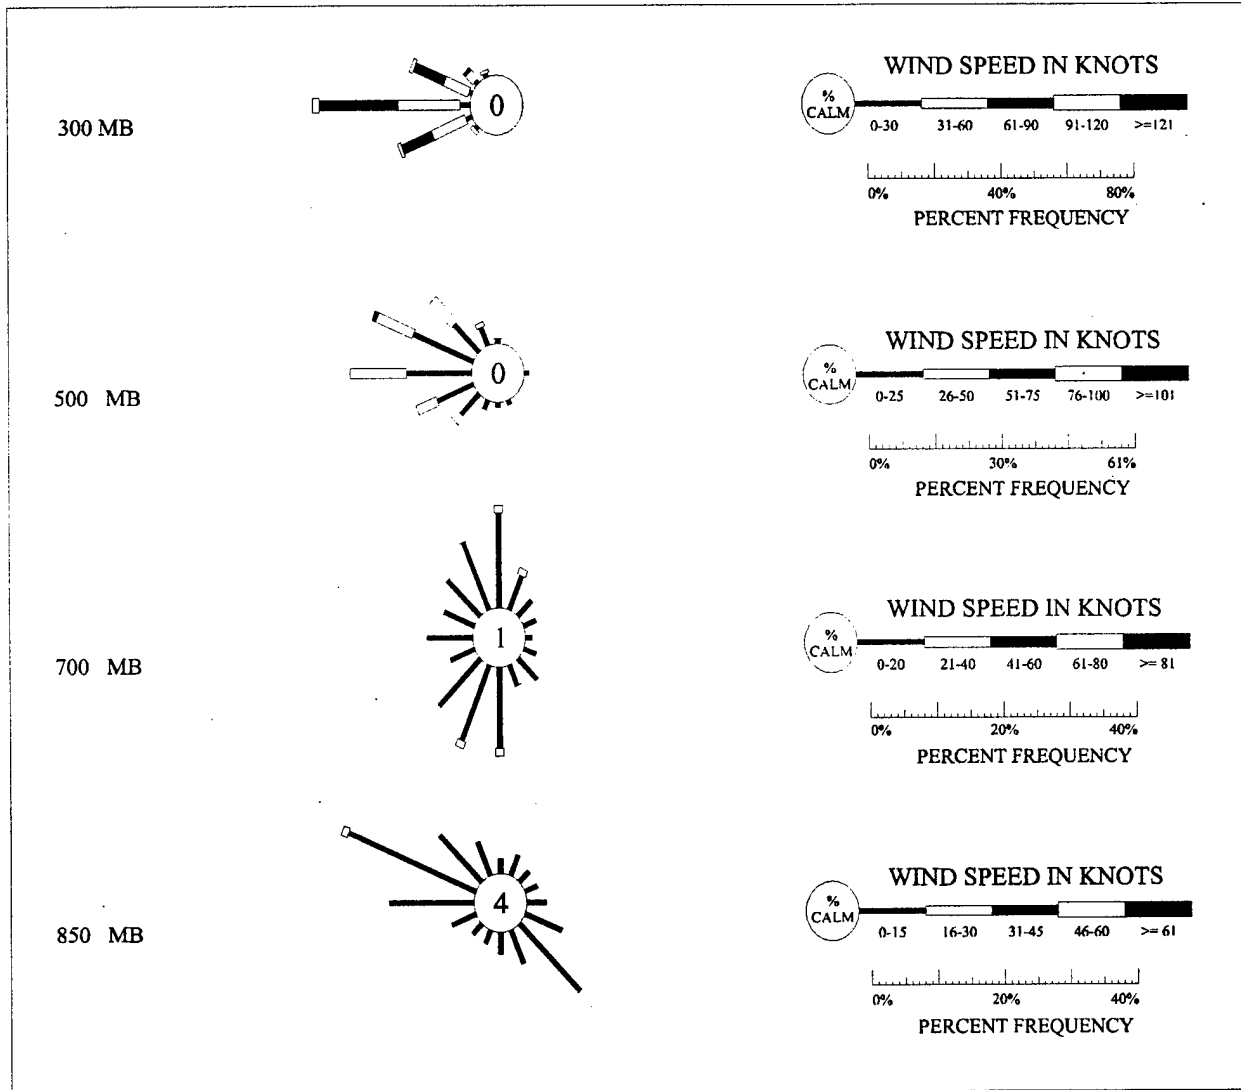 300 MB
0
WIND SPEED IN KNOTS
% CALM
0-30 31-60 61-90 91-120 >=121
0% 40% 80%
PERCENT FREQUENCY
500 MB
0
WIND SPEED IN KNOTS
% CALM
0-25 26-50 51-75 76-100 >=101
0% 30% 61%
PERCENT FREQUENCY
700 MB
1
WIND SPEED IN KNOTS
% CALM
0-20 21-40 41-60 61-80 >= 81
0% 20% 40%
PERCENT FREQUENCY
850 MB
4
WIND SPEED IN KNOTS
% CALM
0-15 16-30 31-45 46-60 >= 61
0% 20% 40%
PERCENT FREQUENCY